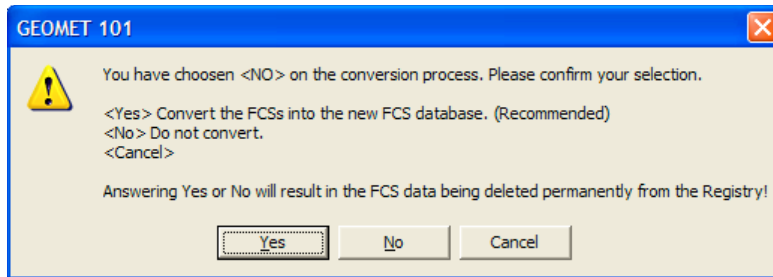 GEOMET 101
You have choosen <NO> on the conversion process. Please confirm your selection.
<Yes> Convert the FCSs into the new FCS database. (Recommended)
<No> Do not convert.
<Cancel>
Answering Yes or No will result in the FCS data being deleted permanently from the Registry!
Yes No Cancel